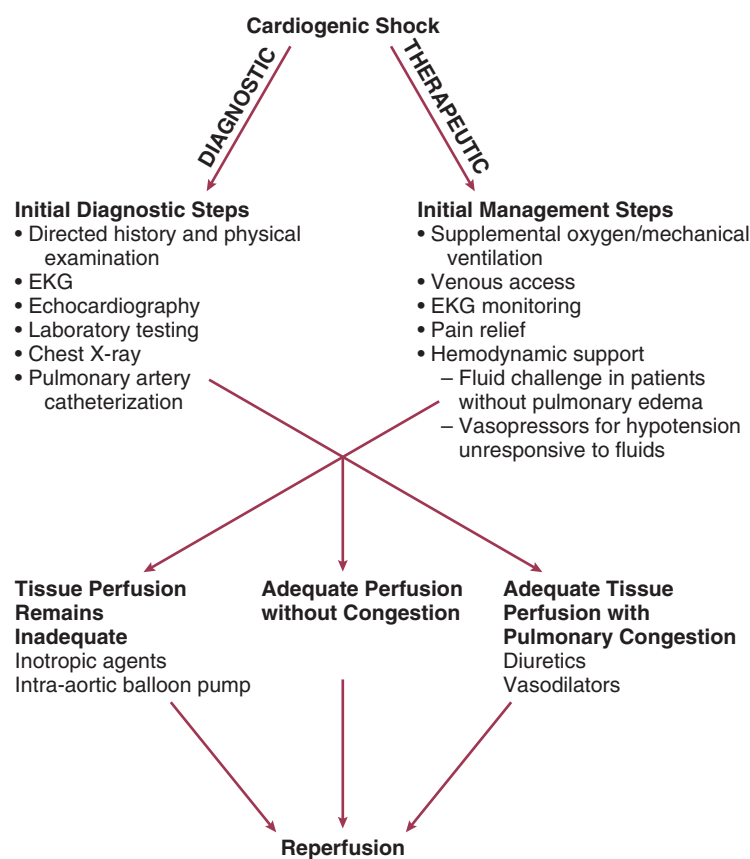 Cardiogenic Shock
DIAGNOSTIC
THERAPEUTIC
Initial Diagnostic Steps
• Directed history and physical
examination
• EKG
• Echocardiography
• Laboratory testing
• Chest X-ray
• Pulmonary artery
catheterization
Initial Management Steps
• Supplemental oxygen/mechanical
ventilation
• Venous access
• EKG monitoring
• Pain relief
• Hemodynamic support
– Fluid challenge in patients
without pulmonary edema
– Vasopressors for hypotension
unresponsive to fluids
Tissue Perfusion
Remains
Inadequate
Inotropic agents
Intra-aortic balloon pump
Adequate Perfusion
without Congestion
Adequate Tissue
Perfusion with
Pulmonary Congestion
Diuretics
Vasodilators
Reperfusion